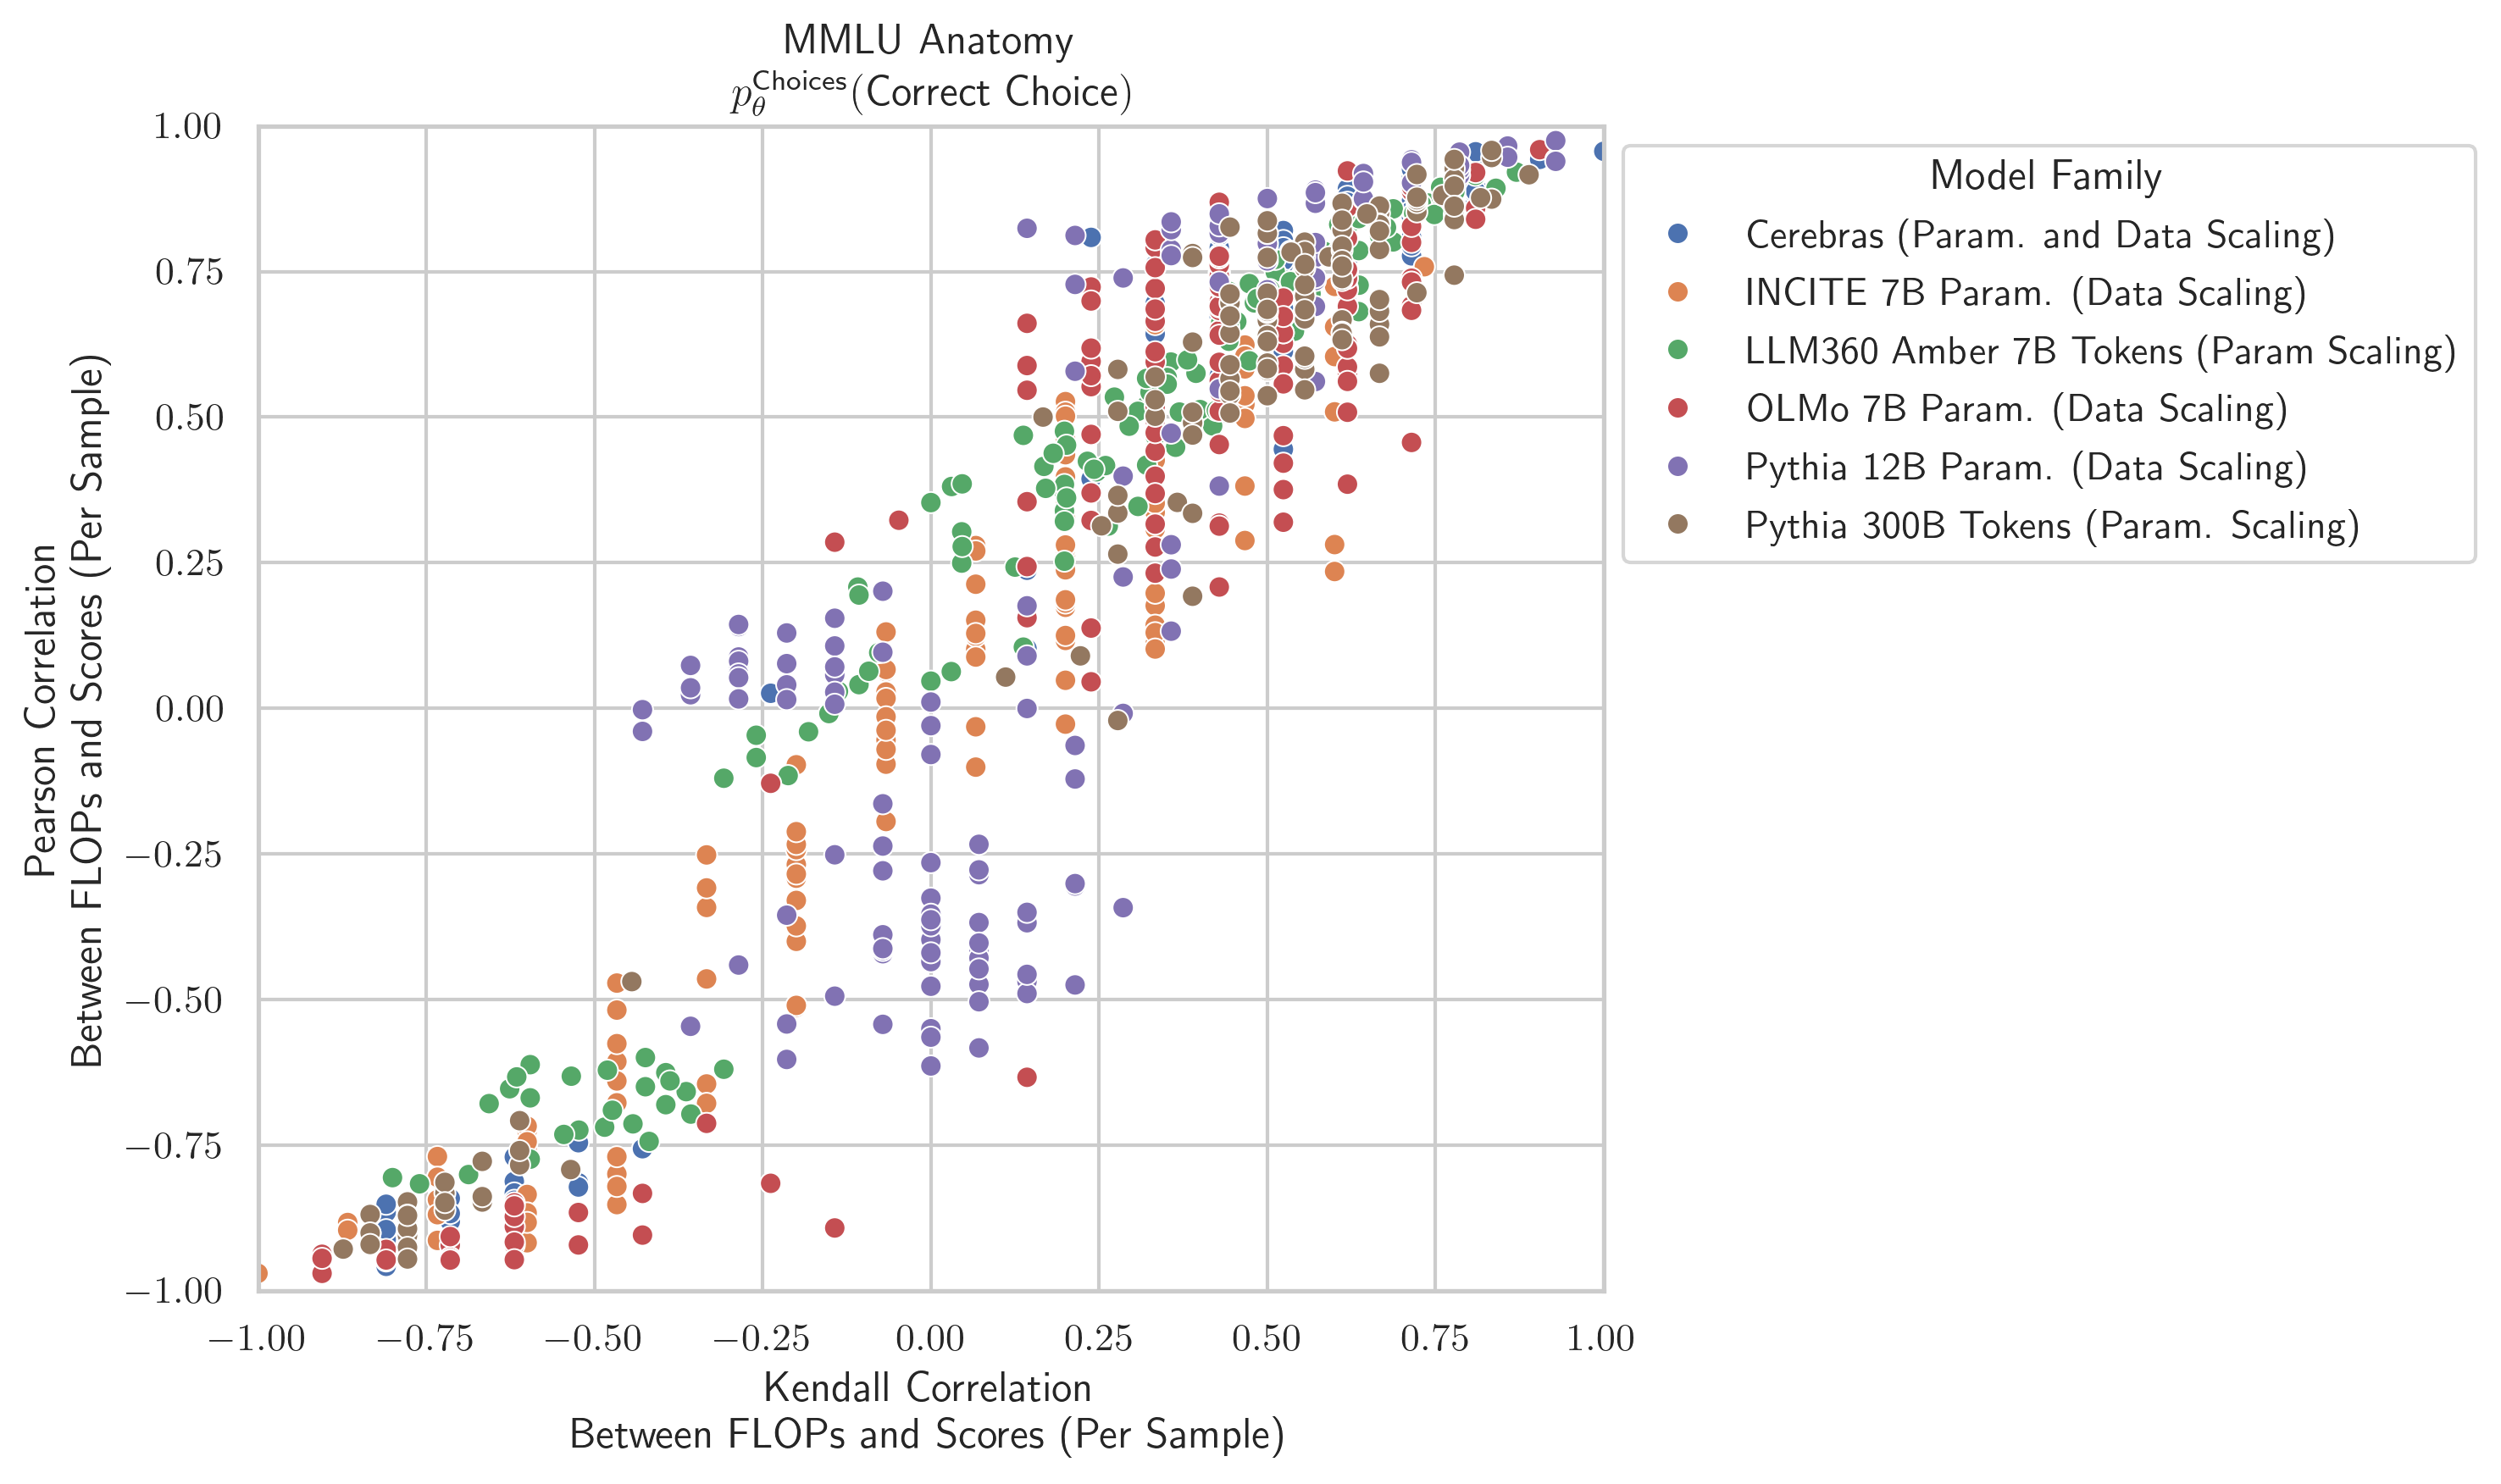 MMLU Anatomy
p_θ^Choices(Correct Choice)
1.00
0.75
0.50
0.25
0.00
−0.25
−0.50
−0.75
−1.00
Pearson Correlation
Between FLOPs and Scores (Per Sample)
−1.00
−0.75
−0.50
−0.25
0.00
0.25
0.50
0.75
1.00
Kendall Correlation
Between FLOPs and Scores (Per Sample)
Model Family
Cerebras (Param. and Data Scaling)
INCITE 7B Param. (Data Scaling)
LLM360 Amber 7B Tokens (Param Scaling)
OLMo 7B Param. (Data Scaling)
Pythia 12B Param. (Data Scaling)
Pythia 300B Tokens (Param. Scaling)